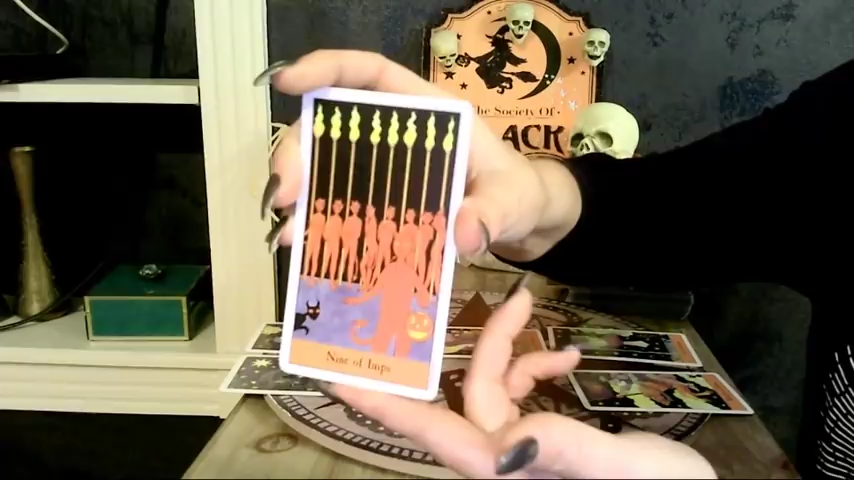 The Society Of
ACK
Nine of Imps